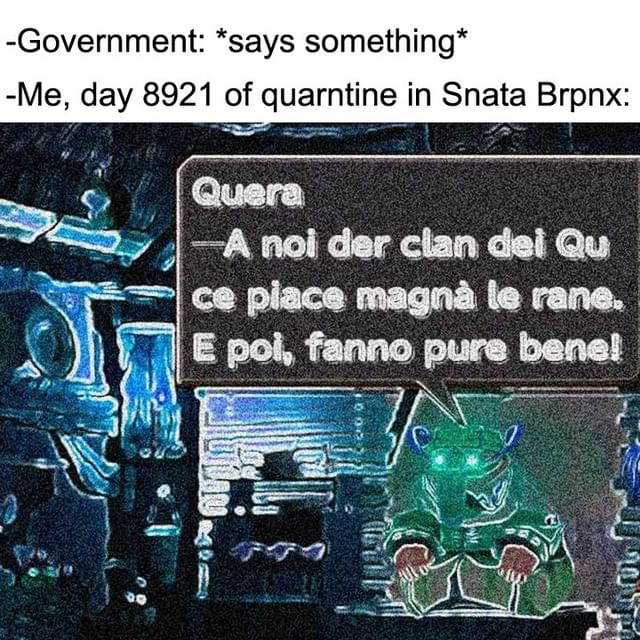 -Government: *says something*
-Me, day 8921 of quarntine in Snata Brpnx:
Quera
—A noi der clan dei Qu
ce piace magnà le rane.
E poi, fanno pure bene!